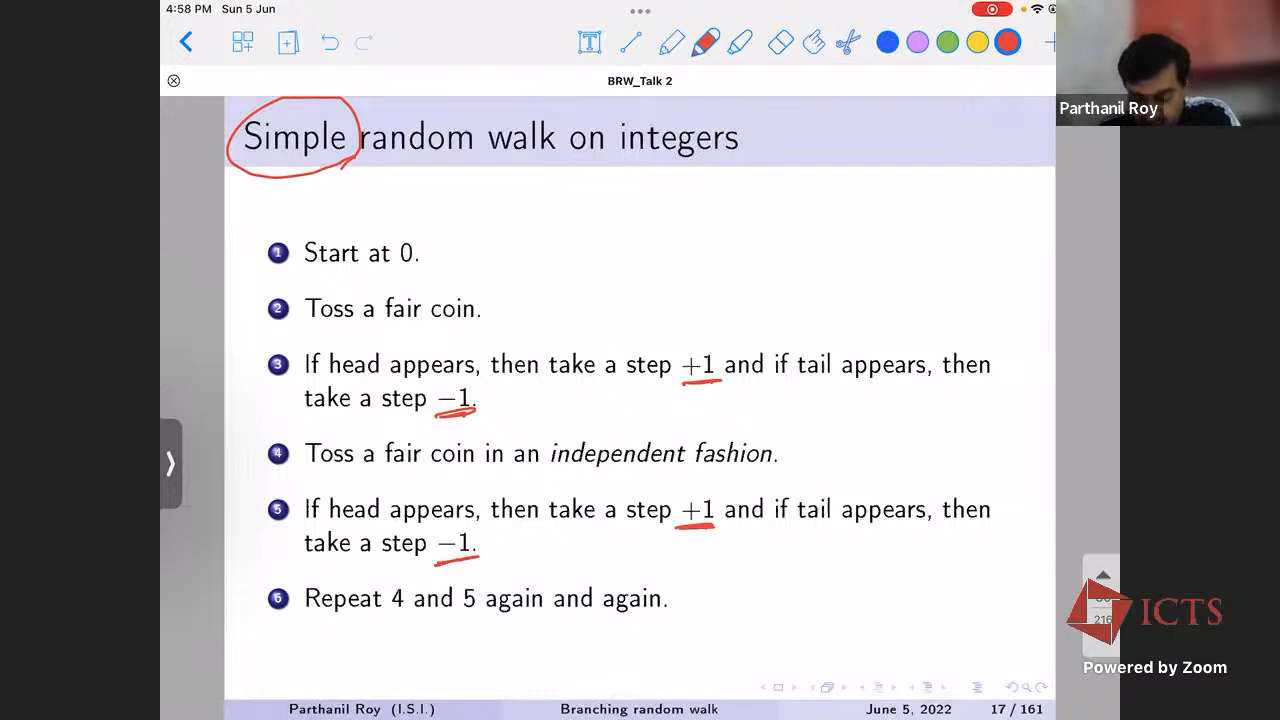 4:58 PM Sun 5 Jun
BRW_Talk 2
Parthanil Roy
Simple random walk on integers
1 Start at 0.
2 Toss a fair coin.
3 If head appears, then take a step +1 and if tail appears, then
take a step −1.
4 Toss a fair coin in an independent fashion.
5 If head appears, then take a step +1 and if tail appears, then
take a step −1.
6 Repeat 4 and 5 again and again.
216
ICTS
Powered by Zoom
Parthanil Roy (I.S.I.) Branching random walk June 5, 2022 17 / 161